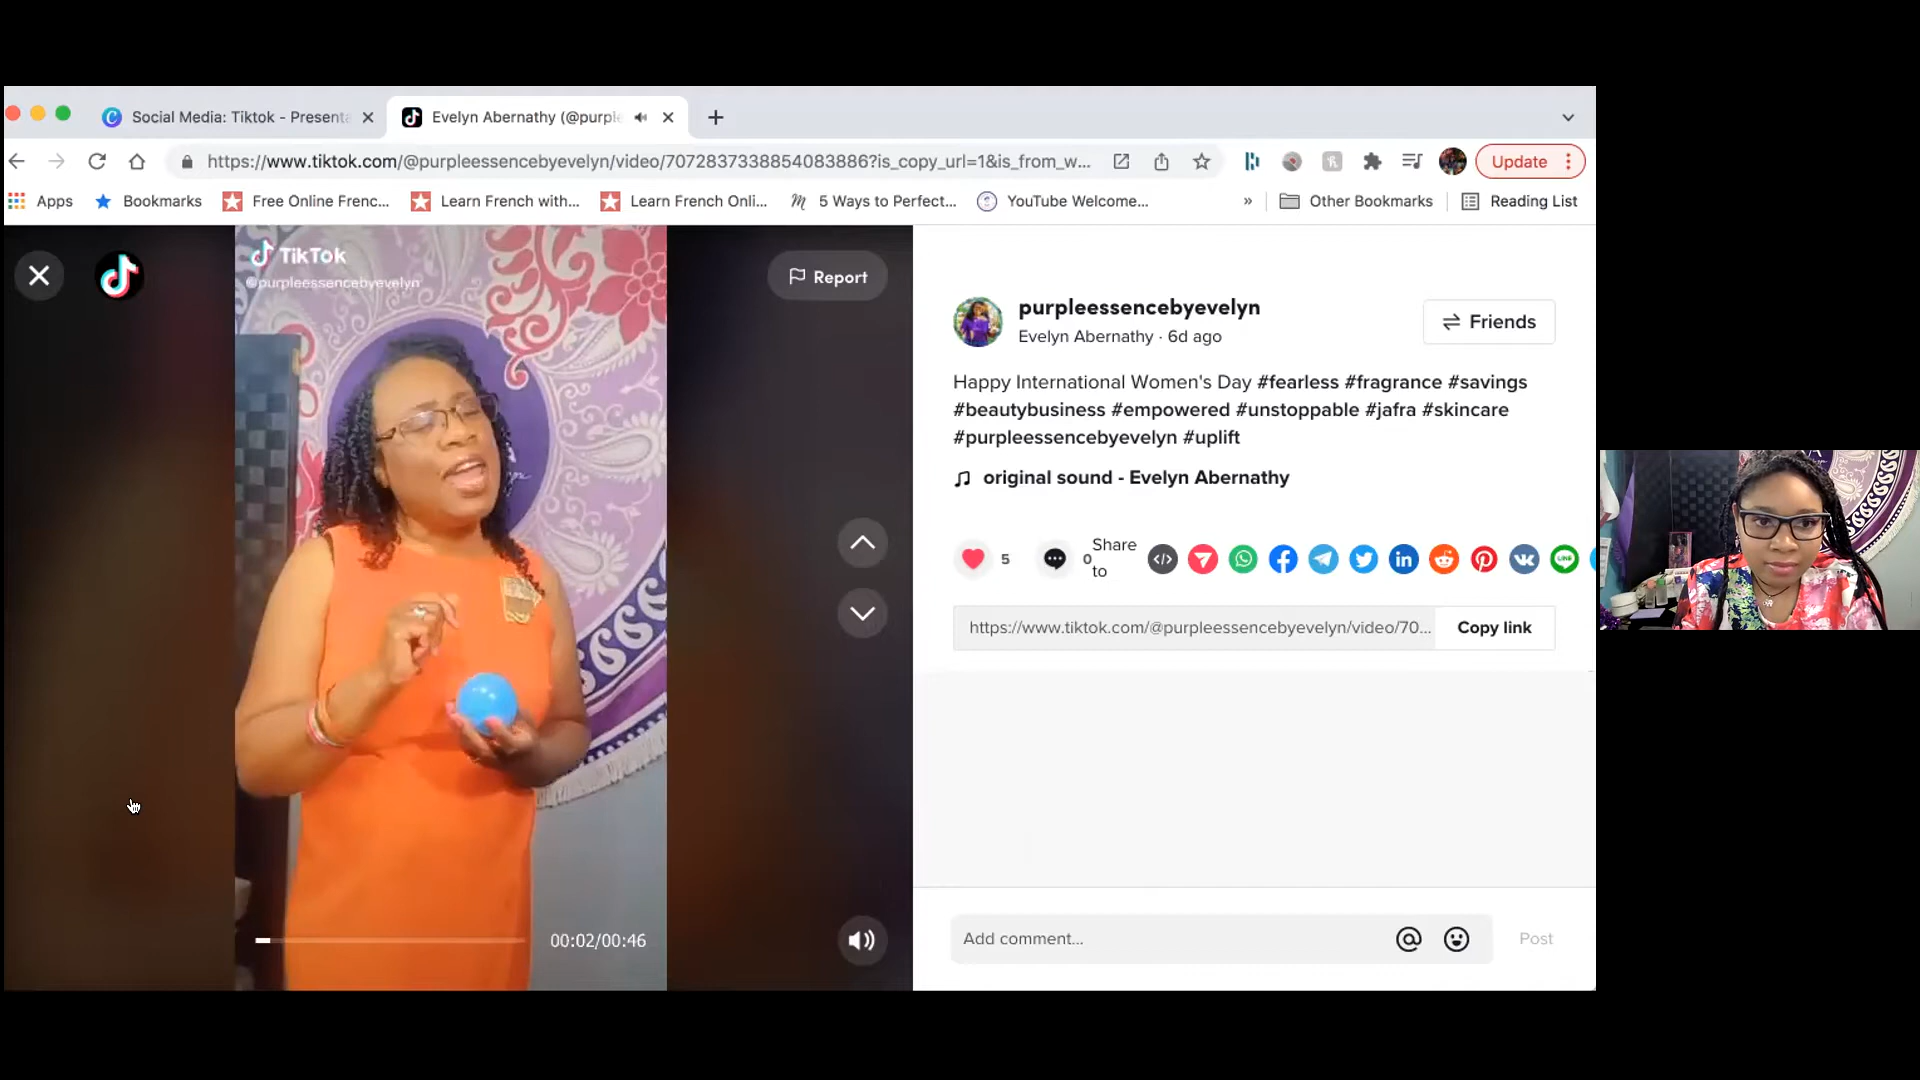 Social Media: Tiktok - Present
Evelyn Abernathy (@purpl
https://www.tiktok.com/@purpleessencebyevelyn/video/7072837338854083886?is_copy_url=1&is_from_w...
Update
Apps
Bookmarks
Free Online Frenc...
Learn French with...
Learn French Onli...
5 Ways to Perfect...
YouTube Welcome...
»
Other Bookmarks
Reading List
TikTok
@purpleessencebyevelyn
Report
purpleessencebyevelyn
Evelyn Abernathy · 6d ago
Friends
Happy International Women's Day #fearless #fragrance #savings
#beautybusiness #empowered #unstoppable #jafra #skincare
#purpleessencebyevelyn #uplift
original sound - Evelyn Abernathy
5
0
Share
to
https://www.tiktok.com/@purpleessencebyevelyn/video/70...
Copy link
00:02/00:46
Add comment...
Post